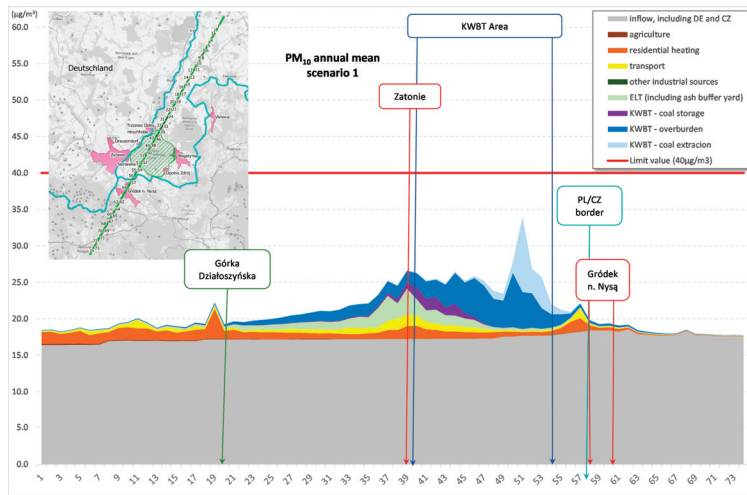 (µg/m³)
50.0
45.0
40.0
35.0
30.0
25.0
20.0
15.0
10.0
5.0
0.0
Deutschland
PM10 annual mean
scenario 1
KWBT Area
Zatonie
Górka
Działoszyńska
PL/CZ
border
Gródek
n. Nysą
inflow, including DE and CZ
agriculture
residential heating
transport
other industrial sources
ELT (including ash buffer yard)
KWBT - coal storage
KWBT - overburden
KWBT - coal extracion
Limit value (40µg/m3)
1 3 5 7 9 11 13 15 17 19 21 23 25 27 29 31 33 35 37 39 41 43 45 47 49 51 53 55 57 59 61 63 65 67 69 71 73